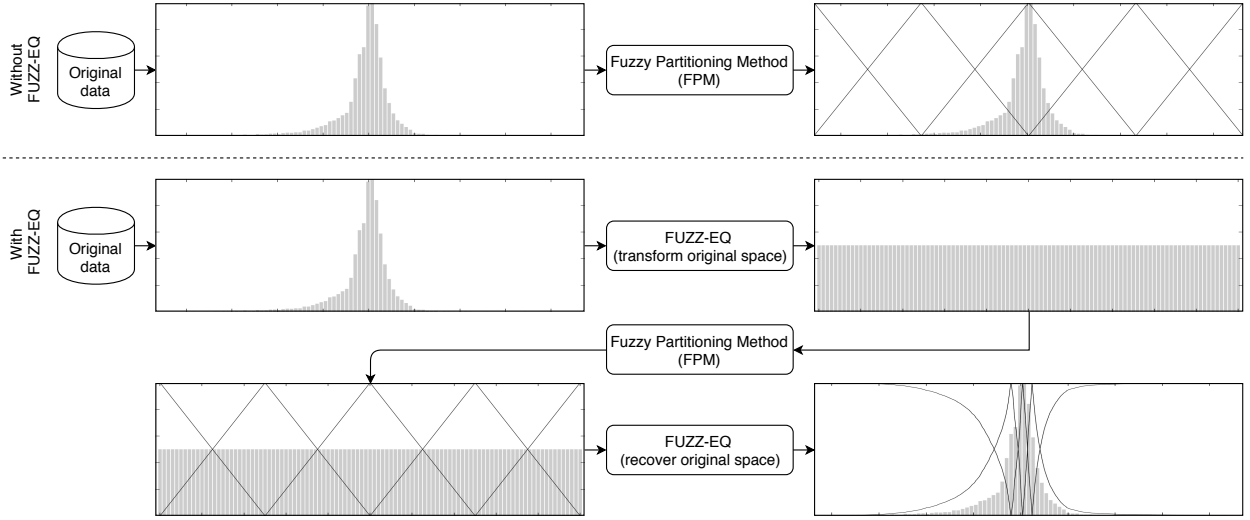 Without
FUZZ-EQ
Original
data
Fuzzy Partitioning Method
(FPM)
With
FUZZ-EQ
Original
data
FUZZ-EQ
(transform original space)
Fuzzy Partitioning Method
(FPM)
FUZZ-EQ
(recover original space)